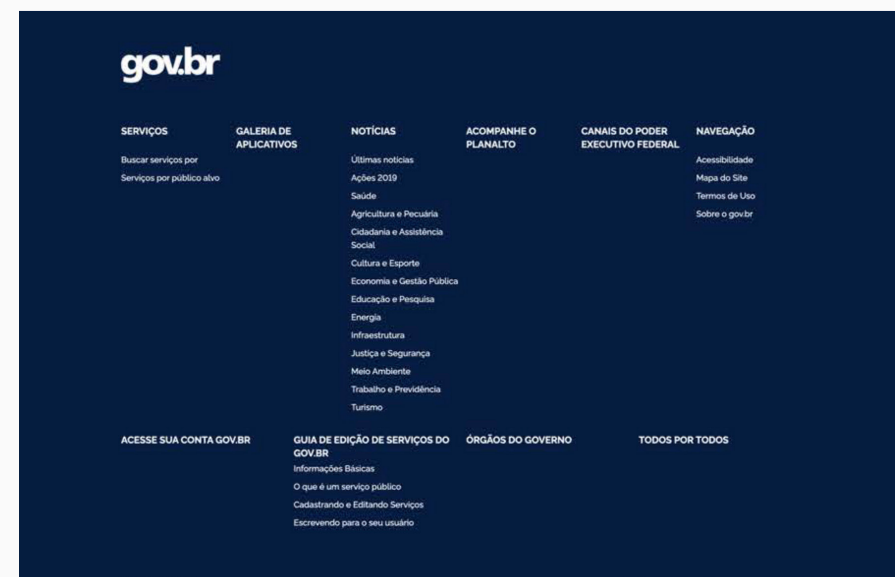 gov.br
SERVIÇOS
Buscar serviços por
Serviços por público alvo
GALERIA DE
APLICATIVOS
NOTÍCIAS
Últimas notícias
Ações 2019
Saúde
Agricultura e Pecuária
Cidadania e Assistência
Social
Cultura e Esporte
Economia e Gestão Pública
Educação e Pesquisa
Energia
Infraestrutura
Justiça e Segurança
Meio Ambiente
Trabalho e Previdência
Turismo
ACOMPANHE O
PLANALTO
CANAIS DO PODER
EXECUTIVO FEDERAL
NAVEGAÇÃO
Acessibilidade
Mapa do Site
Termos de Uso
Sobre o gov.br
ACESSE SUA CONTA GOV.BR
GUIA DE EDIÇÃO DE SERVIÇOS DO
GOV.BR
Informações Básicas
O que é um serviço público
Cadastrando e Editando Serviços
Escrevendo para o seu usuário
ÓRGÃOS DO GOVERNO
TODOS POR TODOS